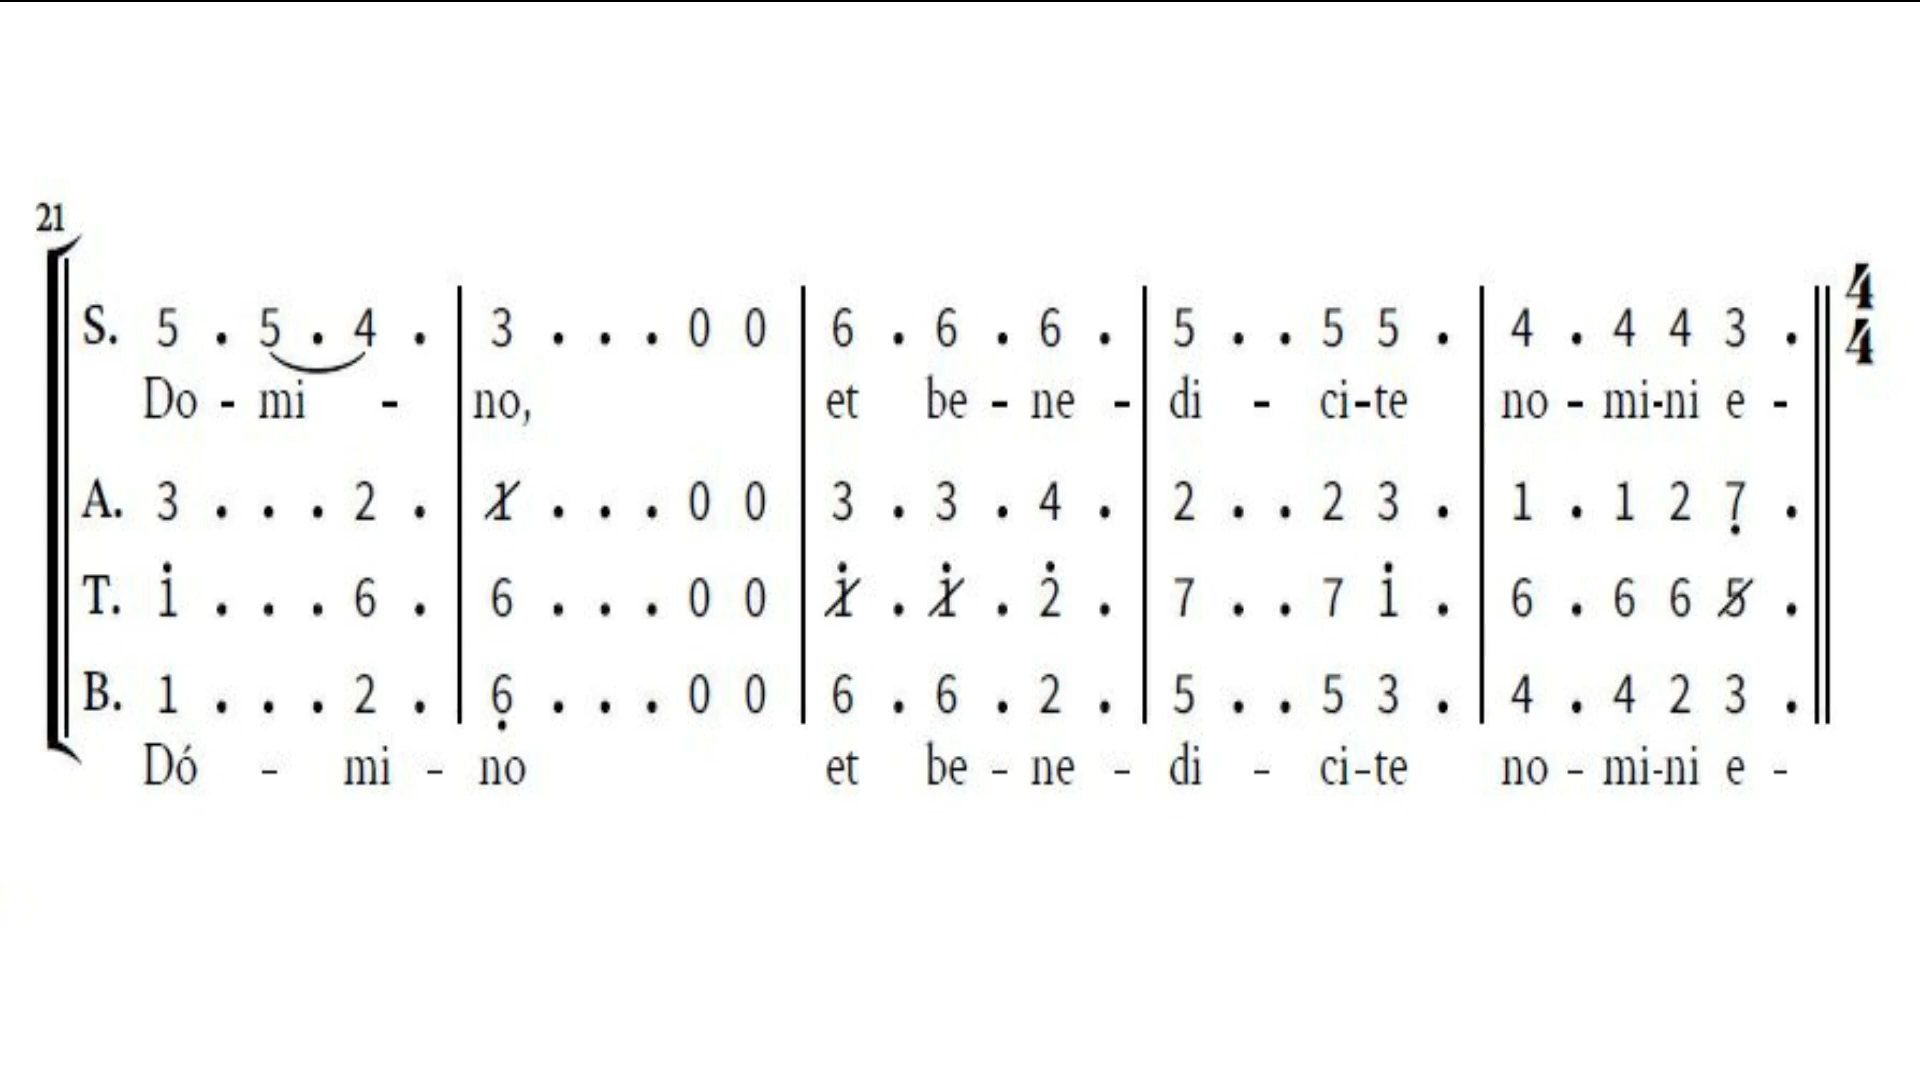 21
S. 5 . 5 . 4 . | 3 . . . 0 0 | 6 . 6 . 6 . | 5 . . 5 5 . | 4 . 4 4 3 . || 4/4
Do - mi - no, et be - ne - di - ci-te no - mi-ni e -
A. 3 . . . 2 . | 1̸ . . . 0 0 | 3 . 3 . 4 . | 2 . . 2 3 . | 1 . 1 2 7̣ . ||
T. 1̇ . . . 6 . | 6 . . . 0 0 | 1̸̇ . 1̸̇ . 2̇ . | 7 . . 7 1̇ . | 6 . 6 6 5̸ . ||
B. 1 . . . 2 . | 6̣ . . . 0 0 | 6 . 6 . 2 . | 5 . . 5 3 . | 4 . 4 2 3 . ||
Dó - mi - no et be - ne - di - ci-te no - mi-ni e -